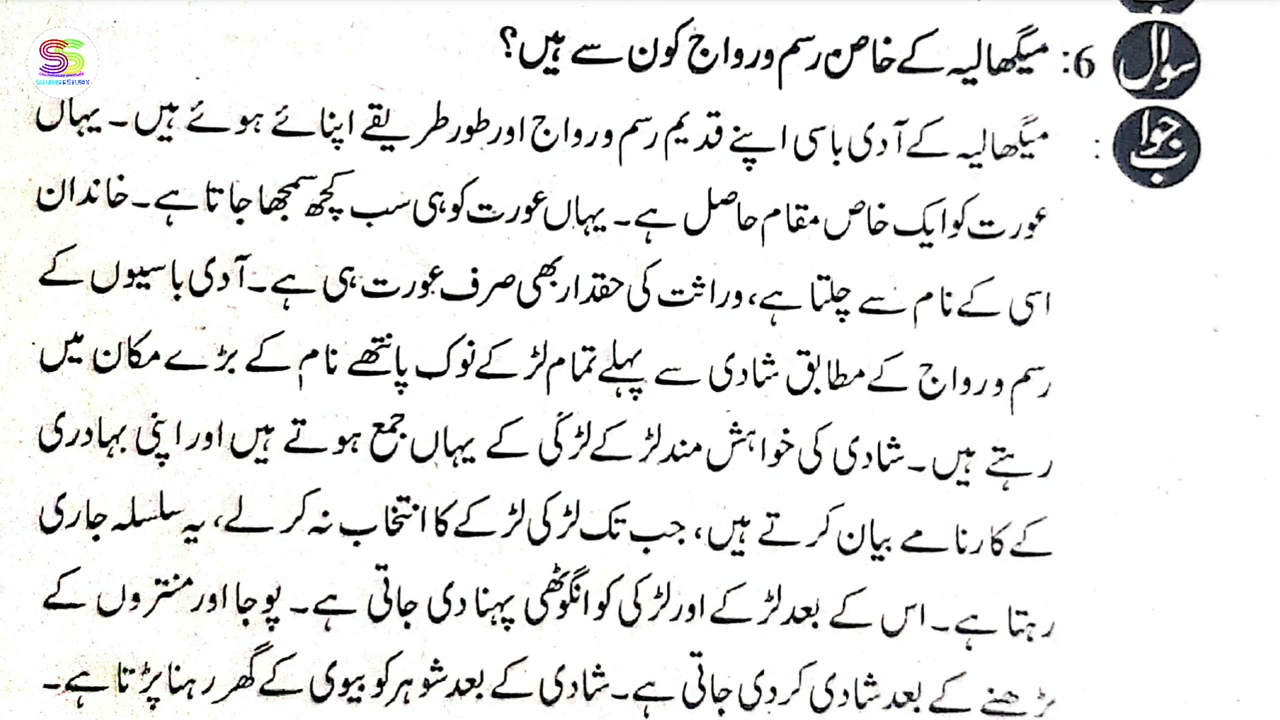 سوال 6: میگھالیہ کے خاص رسم و رواج کون سے ہیں؟
جواب : میگھالیہ کے آدی باسی اپنے قدیم رسم و رواج اور طور طریقے اپنائے ہوئے ہیں۔ یہاں
عورت کو ایک خاص مقام حاصل ہے۔ یہاں عورت کو ہی سب کچھ سمجھا جاتا ہے۔ خاندان
اسی کے نام سے چلتا ہے، وراثت کی حقدار بھی صرف عورت ہی ہے۔ آدی باسیوں کے
رسم و رواج کے مطابق شادی سے پہلے تمام لڑکے نوک پانتھے نام کے بڑے مکان میں
رہتے ہیں۔ شادی کی خواہش مند لڑکے لڑکی کے یہاں جمع ہوتے ہیں اور اپنی بہادری
کے کارنامے بیان کرتے ہیں، جب تک لڑکی لڑکے کا انتخاب نہ کر لے، یہ سلسلہ جاری
رہتا ہے۔ اس کے بعد لڑکے اور لڑکی کو انگوٹھی پہنا دی جاتی ہے۔ پوجا اور منتروں کے
پڑھنے کے بعد شادی کر دی جاتی ہے۔ شادی کے بعد شوہر کو بیوی کے گھر رہنا پڑتا ہے۔